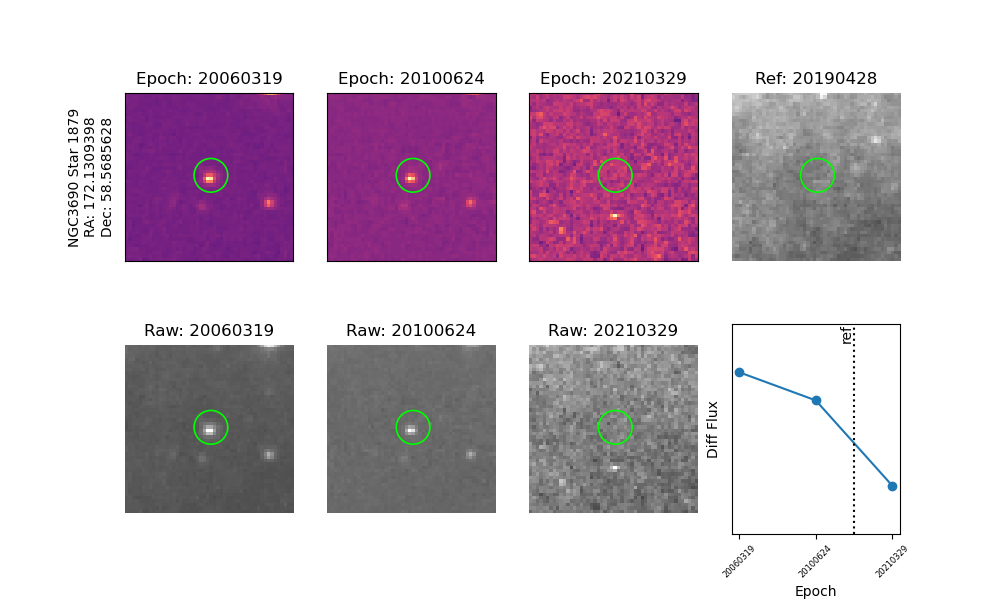 NGC3690 Star 1879
RA: 172.1309398
Dec: 58.5685628
Epoch: 20060319
Epoch: 20100624
Epoch: 20210329
Ref: 20190428
Raw: 20060319
Raw: 20100624
Raw: 20210329
ref
Diff Flux
20060319
20100624
20210329
Epoch